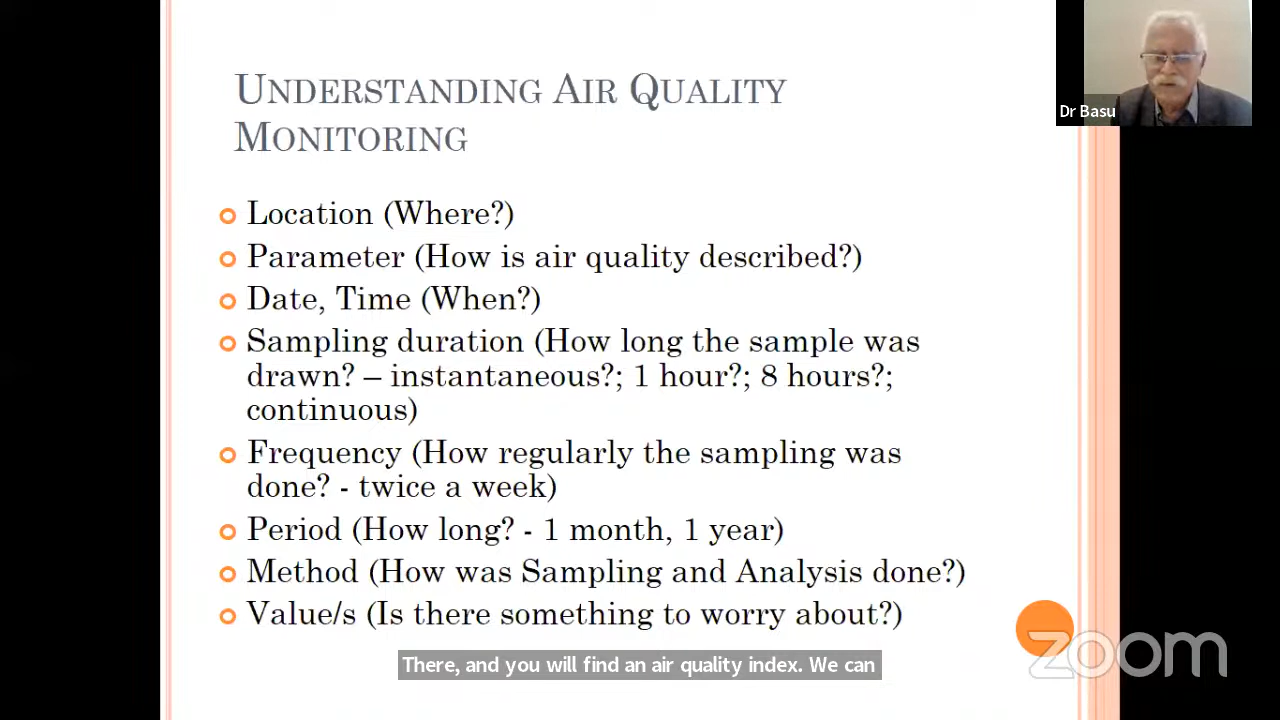 UNDERSTANDING AIR QUALITY
MONITORING
Dr Basu
Location (Where?)
Parameter (How is air quality described?)
Date, Time (When?)
Sampling duration (How long the sample was
drawn? – instantaneous?; 1 hour?; 8 hours?;
continuous)
Frequency (How regularly the sampling was
done? - twice a week)
Period (How long? - 1 month, 1 year)
Method (How was Sampling and Analysis done?)
Value/s (Is there something to worry about?)
zoom
There, and you will find an air quality index. We can